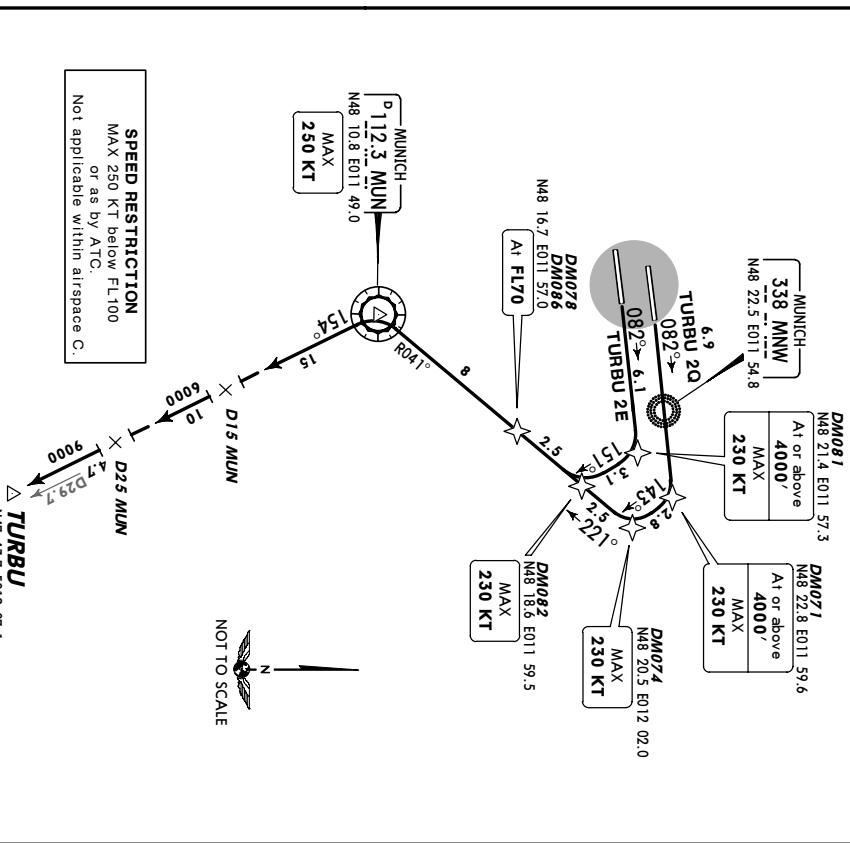 SPEED RESTRICTION
MAX 250 KT below FL100
or as by ATC.
Not applicable within airspace C.
MUNICH
D
112.3 MUN
N48 10.8 E011 49.0
MAX
250 KT
DM078
DM086
N48 16.7 E011 57.0
At FL70
MUNICH
338 MNW
N48 22.5 E011 54.8
6.9
TURBU 2Q
082°
082°
6.1
TURBU 2E
DM081
N48 21.4 E011 57.3
At or above
4000'
MAX
230 KT
DM071
N48 22.8 E011 59.6
At or above
4000'
MAX
230 KT
DM074
N48 20.5 E012 02.0
MAX
230 KT
DM082
N48 18.6 E011 59.5
MAX
230 KT
151°
3.1
143°
2.8
2.5
221°
2.5
8
R041°
154°
15
D15 MUN
6000
10
D25 MUN
9000
4.7
D29.7
TURBU
N
NOT TO SCALE